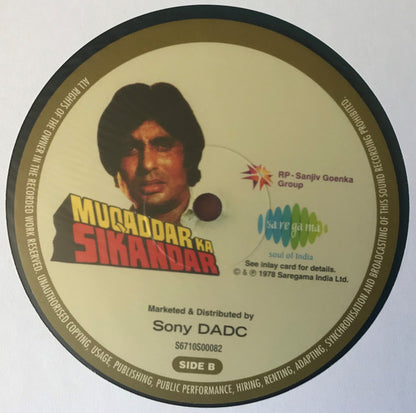 MUQADDAR KA
SIKANDAR
RP - Sanjiv Goenka
Group
saregama
soul of India
See inlay card for details.
© & ℗ 1978 Saregama India Ltd.
Marketed & Distributed by
Sony DADC
S6710S00082
SIDE B
ALL RIGHTS OF THE OWNER IN THE RECORDED WORK RESERVED. UNAUTHORISED COPYING, USAGE, PUBLISHING, PUBLIC PERFORMANCE, HIRING, RENTING, ADAPTING, SYNCHRONISATION AND BROADCASTING OF THIS SOUND RECORDING PROHIBITED.